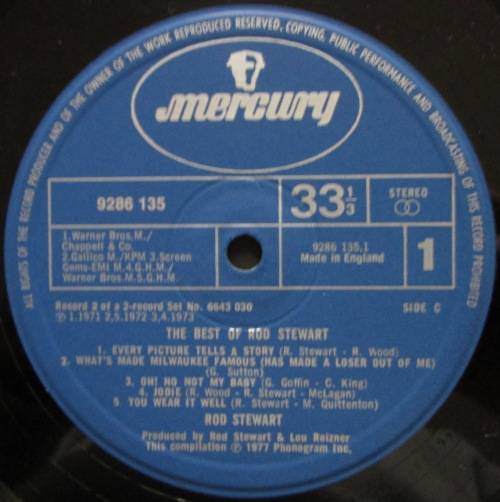 ALL RIGHTS OF THE RECORD PRODUCER AND OF THE OWNER OF THE WORK REPRODUCED RESERVED. COPYING, PUBLIC PERFORMANCE AND BROADCASTING OF THIS RECORD PROHIBITED
mercury
9286 135
33 1/3
STEREO
1.Warner Bros.M./
Chappell & Co.
2.Gallico M./KPM 3.Screen
Gems-EMI M.4.G.H.M./
Warner Bros.M.5.G.H.M.
9286 135.1
Made in England
1
Record 2 of a 2-record Set No. 6643 030
SIDE C
℗ 1.1971 2,5.1972 3,4.1973
THE BEST OF ROD STEWART
1. EVERY PICTURE TELLS A STORY (R. Stewart - R. Wood)
2. WHAT'S MADE MILWAUKEE FAMOUS (HAS MADE A LOSER OUT OF ME)
(G. Sutton)
3. OH! NO NOT MY BABY (G. Goffin - C. King)
4. JODIE (R. Wood - R. Stewart - McLagan)
5 YOU WEAR IT WELL (R. Stewart - M. Quittenton)
ROD STEWART
Produced by Rod Stewart & Lou Reizner
This compilation ℗ 1977 Phonogram Inc.